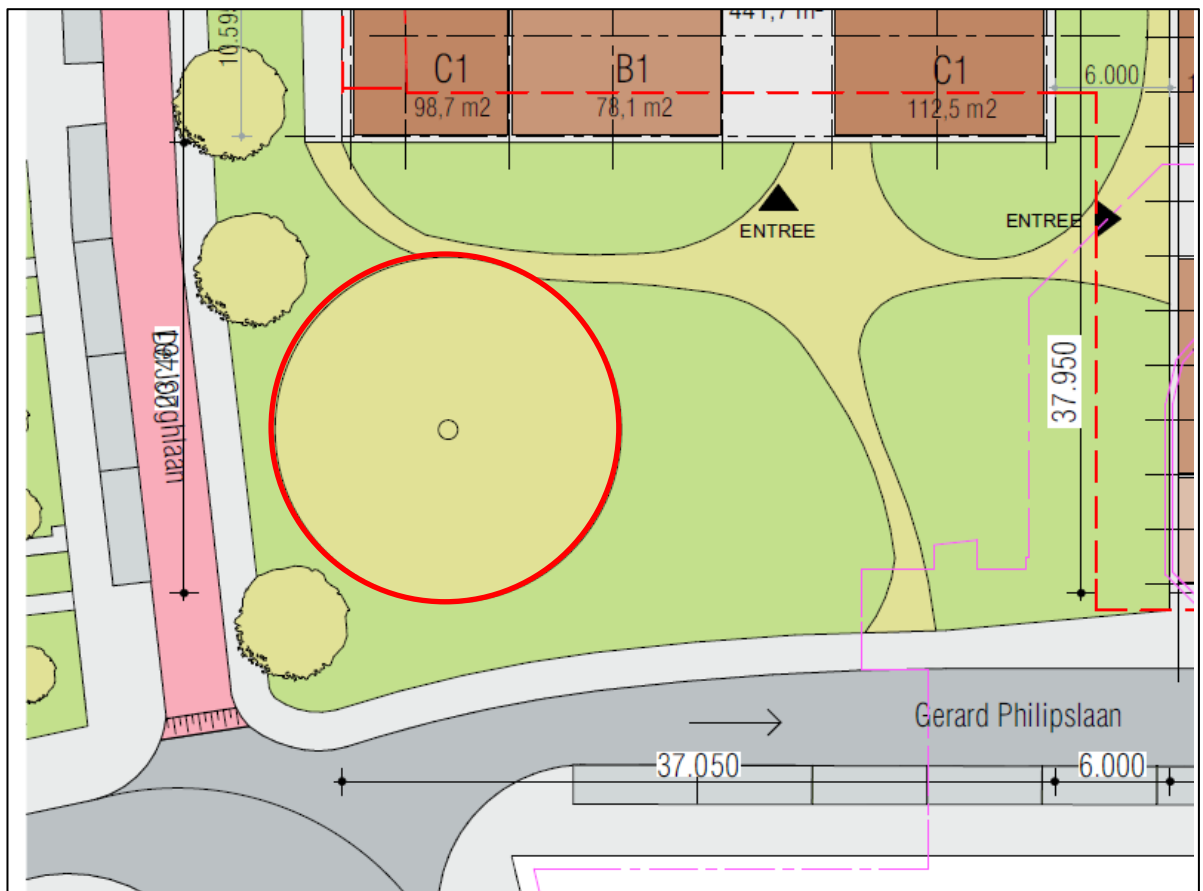 10.595
441,7 m²
C1
98,7 m2
B1
78,1 m2
C1
112,5 m2
6.000
ENTREE
ENTREE
37.950
Gerard Philipslaan
37.050
6.000